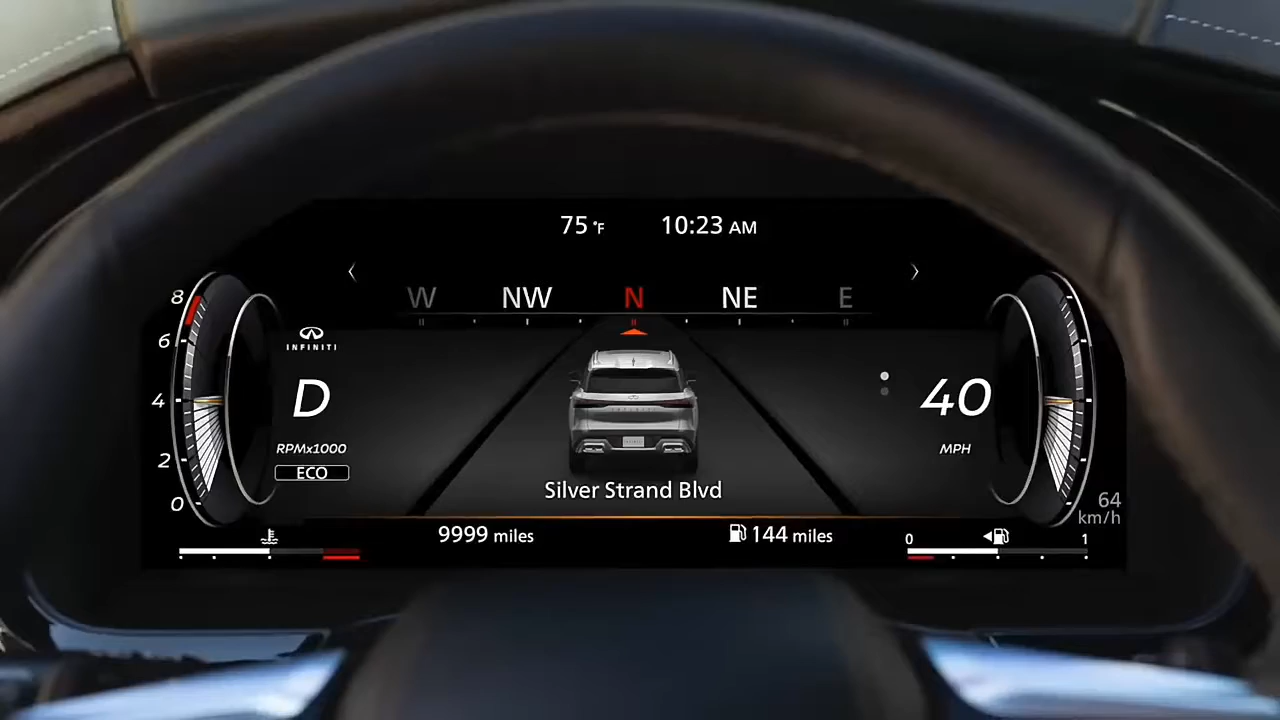 75 °F 10:23 AM
W NW N NE E
8
6
4
2
0
INFINITI
D
RPMx1000
ECO
40
MPH
64
km/h
Silver Strand Blvd
9999 miles
144 miles
0 1